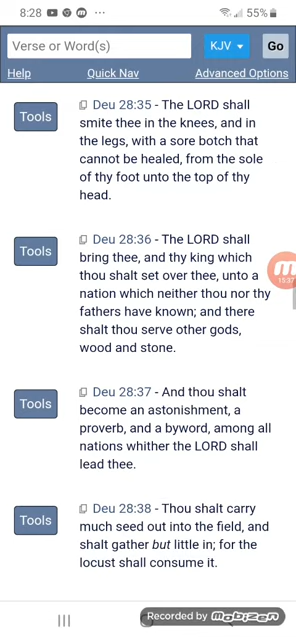 8:28 55%
Verse or Word(s) KJV Go
Help Quick Nav Advanced Options
Tools Deu 28:35 - The LORD shall
smite thee in the knees, and in
the legs, with a sore botch that
cannot be healed, from the sole
of thy foot unto the top of thy
head.
Tools Deu 28:36 - The LORD shall
bring thee, and thy king which
thou shalt set over thee, unto a
nation which neither thou nor thy
fathers have known; and there
shalt thou serve other gods,
wood and stone.
15:37
Tools Deu 28:37 - And thou shalt
become an astonishment, a
proverb, and a byword, among all
nations whither the LORD shall
lead thee.
Tools Deu 28:38 - Thou shalt carry
much seed out into the field, and
shalt gather but little in; for the
locust shall consume it.
Recorded by mobizen